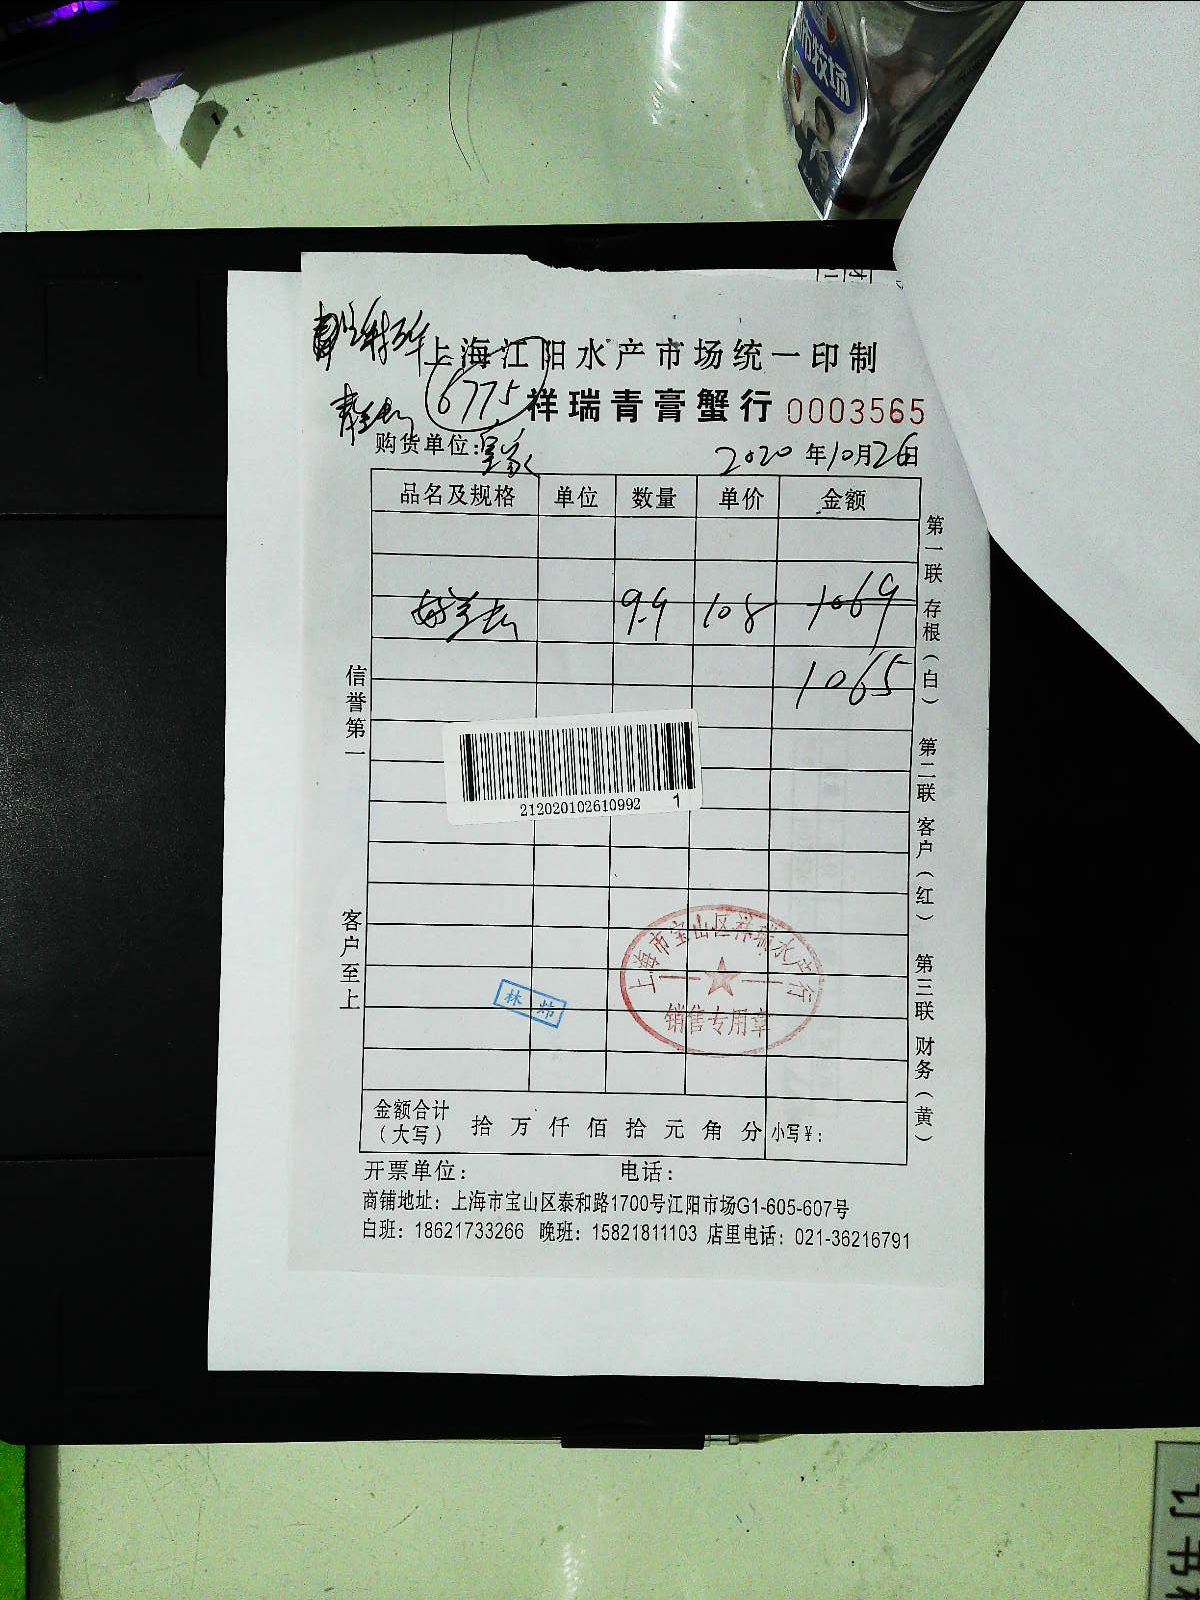 牧场
上海江阳水产市场统一印制
6775
祥瑞青膏蟹行 0003565
购货单位:
2020年10月26日
品名及规格 单位 数量 单价 金额
9.9 108 1069
1065
信誉第一
客户至上
第一联 存根(白)
第二联 客户(红)
第三联 财务(黄)
212020102610992 1
上海市宝山区祥瑞水产行
销售专用章
林炜
金额合计(大写) 拾万仟佰拾元角分 小写¥:
开票单位: 电话:
商铺地址: 上海市宝山区泰和路1700号江阳市场G1-605-607号
白班: 18621733266 晚班: 15821811103 店里电话: 021-36216791
订书